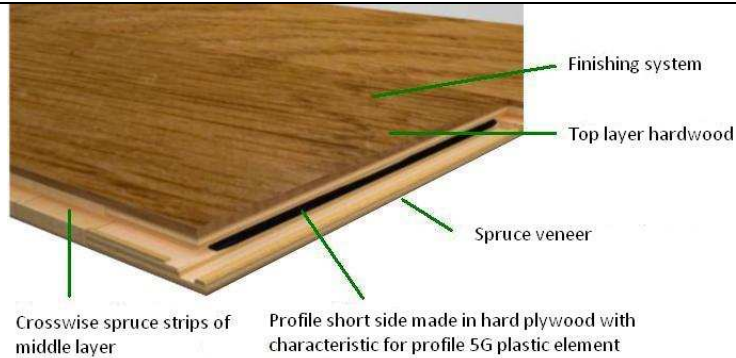 Finishing system
Top layer hardwood
Spruce veneer
Crosswise spruce strips of
middle layer
Profile short side made in hard plywood with
characteristic for profile 5G plastic element